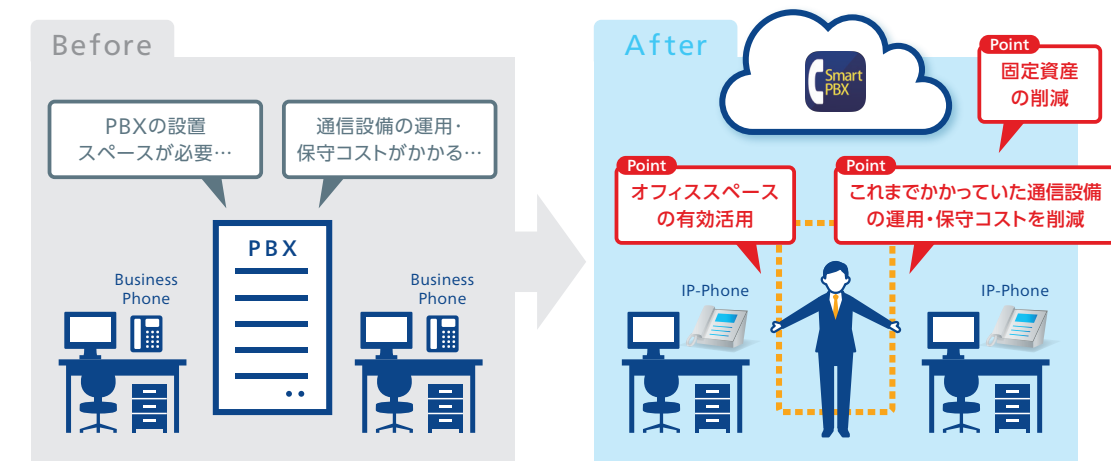 Before
PBXの設置
スペースが必要…
通信設備の運用・
保守コストがかかる…
PBX
Business
Phone
Business
Phone
After
Smart
PBX
Point
固定資産
の削減
Point
オフィススペース
の有効活用
Point
これまでかかっていた通信設備
の運用・保守コストを削減
IP-Phone
IP-Phone